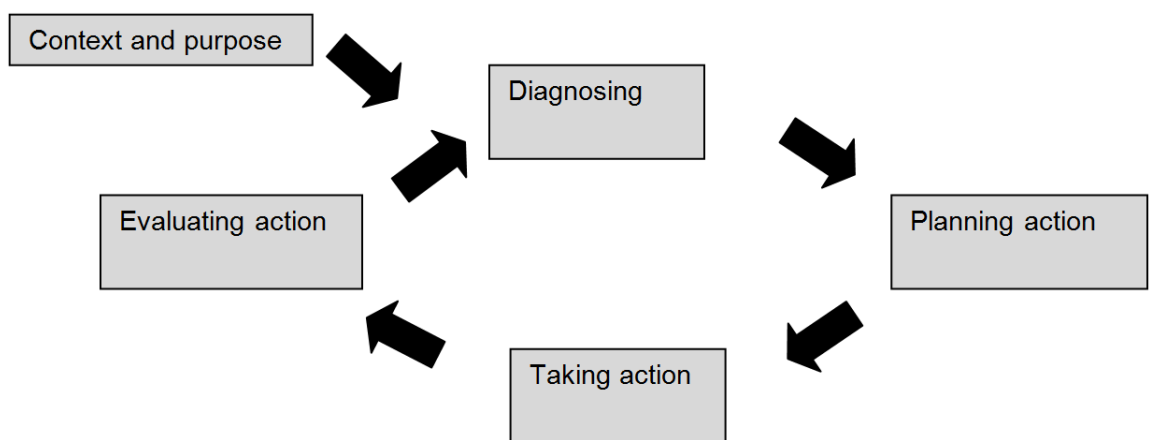 Context and purpose
Diagnosing
Evaluating action
Planning action
Taking action